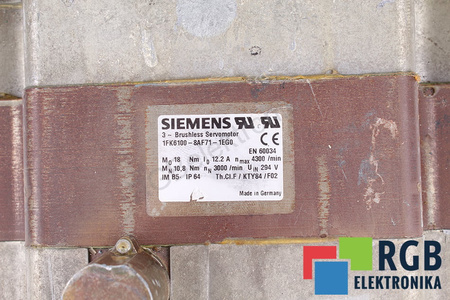 SIEMENS
3 - Brushless Servomotor
1FK6100-8AF71-1EG0
EN 60034
M0 18 Nm I0 12.2 A nmax 4300 /min
MN 10,8 Nm nN 3000 /min UIN 294 V
IM B5- IP 64 Th.Cl.F / KTY84 / F02
Made in Germany
RGB
ELEKTRONIKA